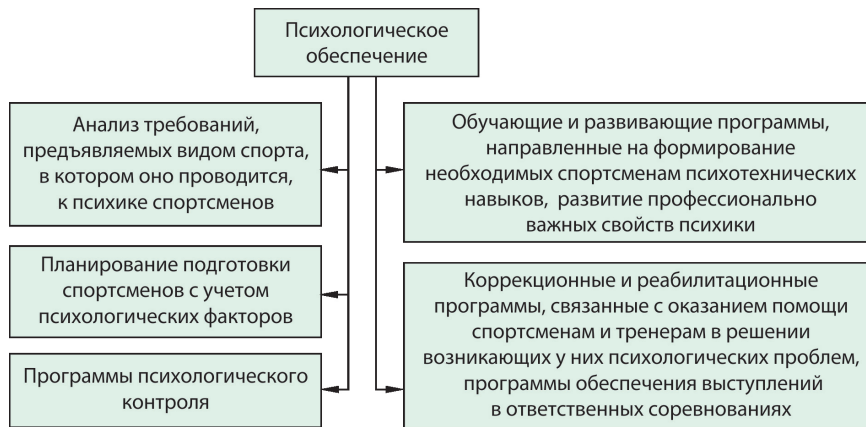 Психологическое
обеспечение
Анализ требований,
предъявляемых видом спорта,
в котором оно проводится,
к психике спортсменов
Планирование подготовки
спортсменов с учетом
психологических факторов
Программы психологического
контроля
Обучающие и развивающие программы,
направленные на формирование
необходимых спортсменам психотехнических
навыков, развитие профессионально
важных свойств психики
Коррекционные и реабилитационные
программы, связанные с оказанием помощи
спортсменам и тренерам в решении
возникающих у них психологических проблем,
программы обеспечения выступлений
в ответственных соревнованиях